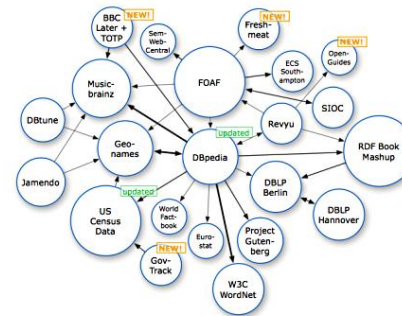 BBC
Later +
TOTP
NEW!
Sem-
Web-
Central
Fresh-
meat
NEW!
FOAF
ECS
South-
ampton
NEW!
Open-
Guides
Music-
brainz
SIOC
DBtune
Revyu
Geo-
names
updated
DBpedia
RDF Book
Mashup
Jamendo
updated
DBLP
Berlin
US
Census
Data
World
Fact-
book
Euro-
stat
Project
Guten-
berg
DBLP
Hannover
NEW!
Gov-
Track
W3C
WordNet